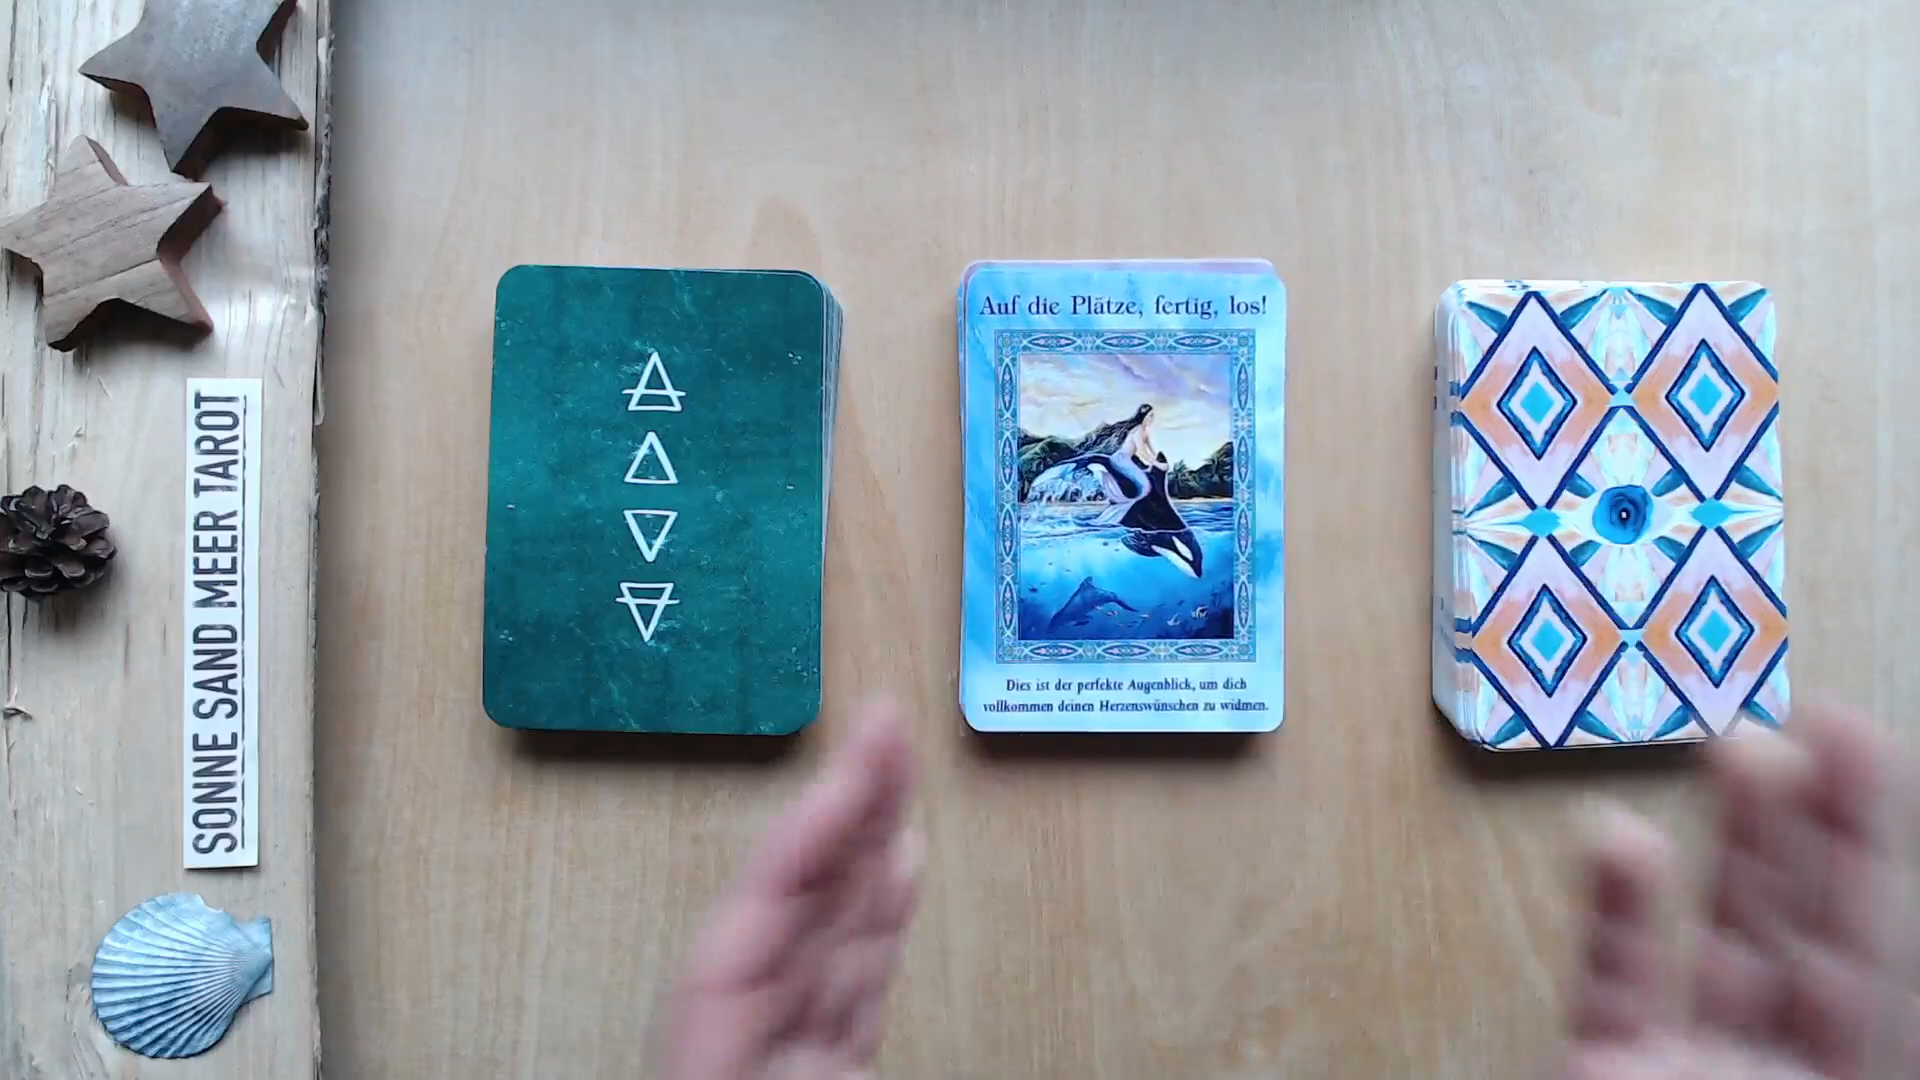 SONNE SAND MEER TAROT
Auf die Plätze, fertig, los!
Dies ist der perfekte Augenblick, um dich
vollkommen deinen Herzenswünschen zu widmen.